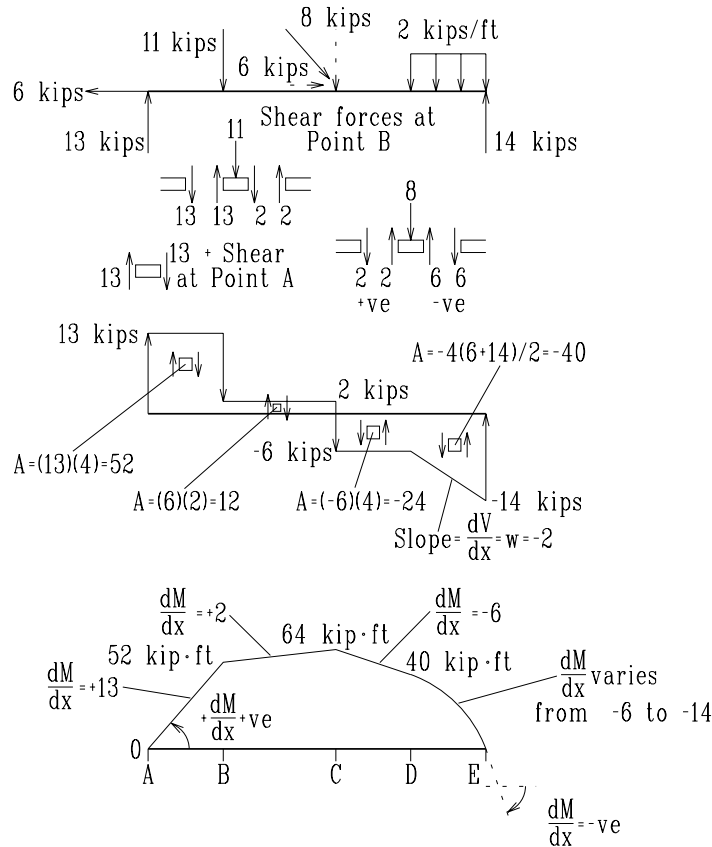 8 kips
11 kips
2 kips/ft
6 kips
6 kips
Shear forces at
Point B
13 kips
14 kips
11
13 13 2 2
8
13 + Shear
at Point A
13
2 2 6 6
+ve -ve
13 kips
A=-4(6+14)/2=-40
2 kips
-6 kips
A=(13)(4)=52
A=(6)(2)=12
A=(-6)(4)=-24
-14 kips
Slope=dV/dx=w=-2
dM/dx=+2
dM/dx=-6
64 kip·ft
52 kip·ft
40 kip·ft
dM/dx=+13
dM/dx varies
from -6 to -14
+dM/dx+ve
0
A B C D E
dM/dx=-ve